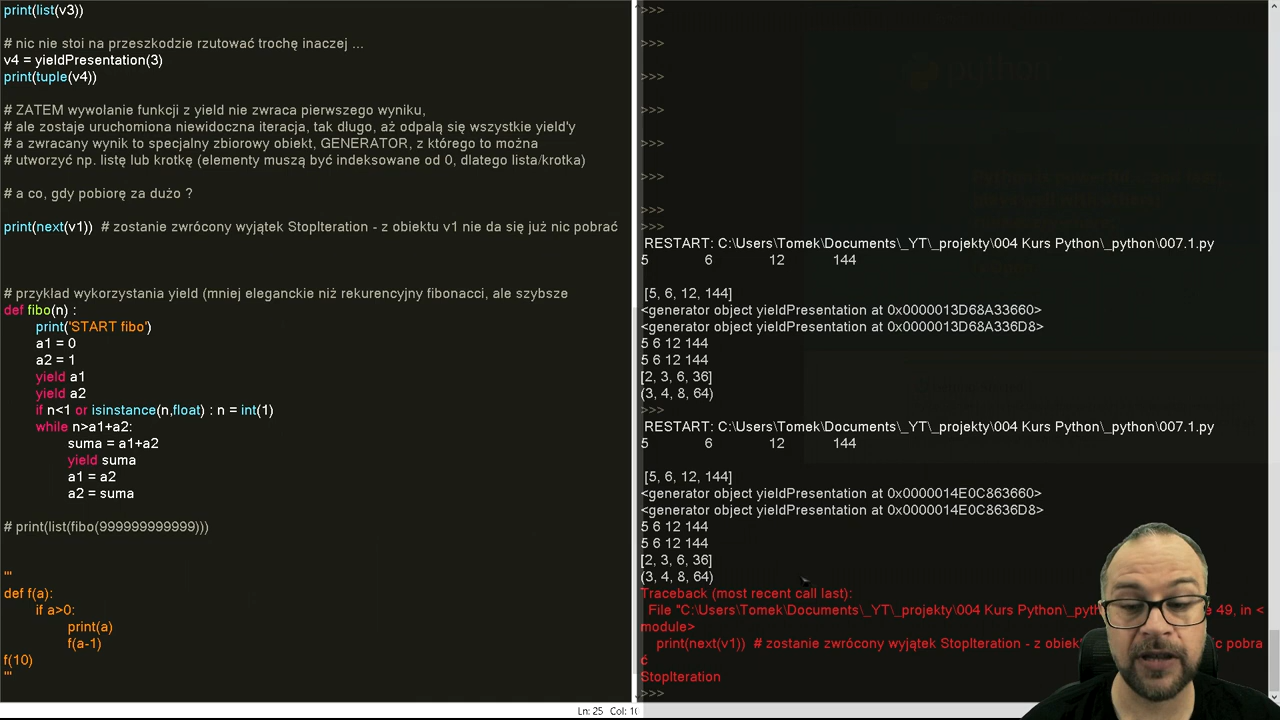 print(list(v3))
# nic nie stoi na przeszkodzie rzutować trochę inaczej ...
v4 = yieldPresentation(3)
print(tuple(v4))
# ZATEM wywolanie funkcji z yield nie zwraca pierwszego wyniku,
# ale zostaje uruchomiona niewidoczna iteracja, tak długo, aż odpalą się wszystkie yield'y
# a zwracany wynik to specjalny zbiorowy obiekt, GENERATOR, z którego to można
# utworzyć np. listę lub krotkę (elementy muszą być indeksowane od 0, dlatego lista/krotka)
# a co, gdy pobiorę za dużo ?
print(next(v1))  # zostanie zwrócony wyjątek StopIteration - z obiektu v1 nie da się już nic pobrać
# przykład wykorzystania yield (mniej eleganckie niż rekurencyjny fibonacci, ale szybsze
def fibo(n) :
print('START fibo')
a1 = 0
a2 = 1
yield a1
yield a2
if n<1 or isinstance(n,float) : n = int(1)
while n>a1+a2:
suma = a1+a2
yield suma
a1 = a2
a2 = suma
# print(list(fibo(999999999999)))
'''
def f(a):
if a>0:
print(a)
f(a-1)
f(10)
'''
Ln: 25 Col: 10
>>>
>>>
>>>
>>>
>>>
>>>
>>>
>>>
RESTART: C:\Users\Tomek\Documents\_YT\_projekty\004 Kurs Python\_python\007.1.py
5 6 12 144
[5, 6, 12, 144]
<generator object yieldPresentation at 0x0000013D68A33660>
<generator object yieldPresentation at 0x0000013D68A336D8>
5 6 12 144
5 6 12 144
[2, 3, 6, 36]
(3, 4, 8, 64)
>>>
RESTART: C:\Users\Tomek\Documents\_YT\_projekty\004 Kurs Python\_python\007.1.py
5 6 12 144
[5, 6, 12, 144]
<generator object yieldPresentation at 0x0000014E0C863660>
<generator object yieldPresentation at 0x0000014E0C8636D8>
5 6 12 144
5 6 12 144
[2, 3, 6, 36]
(3, 4, 8, 64)
Traceback (most recent call last):
File "C:\Users\Tomek\Documents\_YT\_projekty\004 Kurs Python\_pyth 49, in <
module>
print(next(v1))  # zostanie zwrócony wyjątek StopIteration - z obiek c pobra
ć
StopIteration
>>>